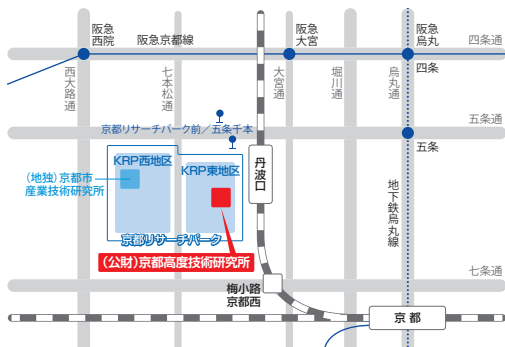 阪急
西院
阪急京都線
阪急
大宮
阪急
烏丸
四条通
四条
西大路通
七本松通
大宮通
堀川通
烏丸通
五条通
京都リサーチパーク前／五条千本
五条
丹波口
KRP西地区
KRP東地区
（地独）京都市
産業技術研究所
地下鉄烏丸線
京都リサーチパーク
（公財）京都高度技術研究所
七条通
梅小路
京都西
京都